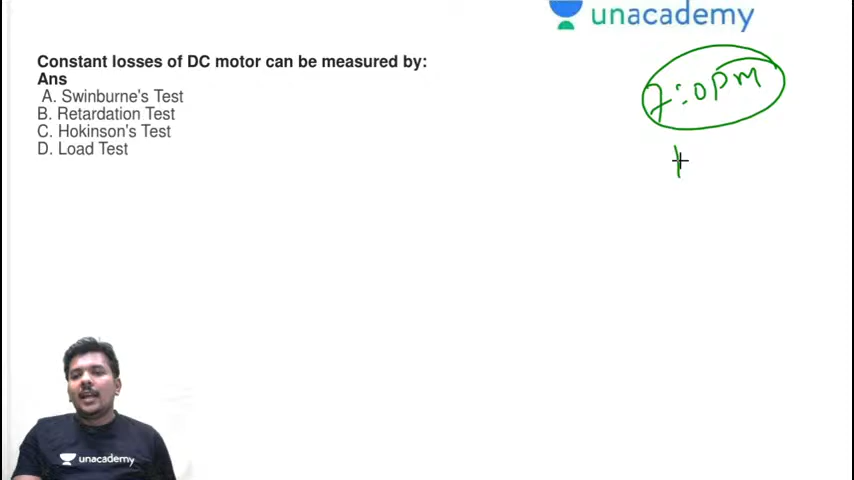 unacademy
Constant losses of DC motor can be measured by:
Ans
A. Swinburne's Test
B. Retardation Test
C. Hokinson's Test
D. Load Test
7:0PM
unacademy